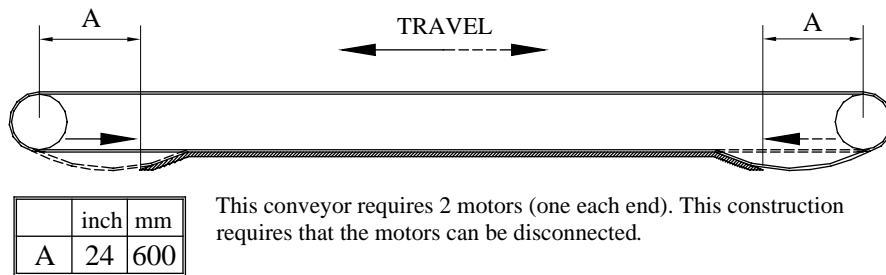 A
TRAVEL
A
inch mm
A 24 600
This conveyor requires 2 motors (one each end). This construction
requires that the motors can be disconnected.